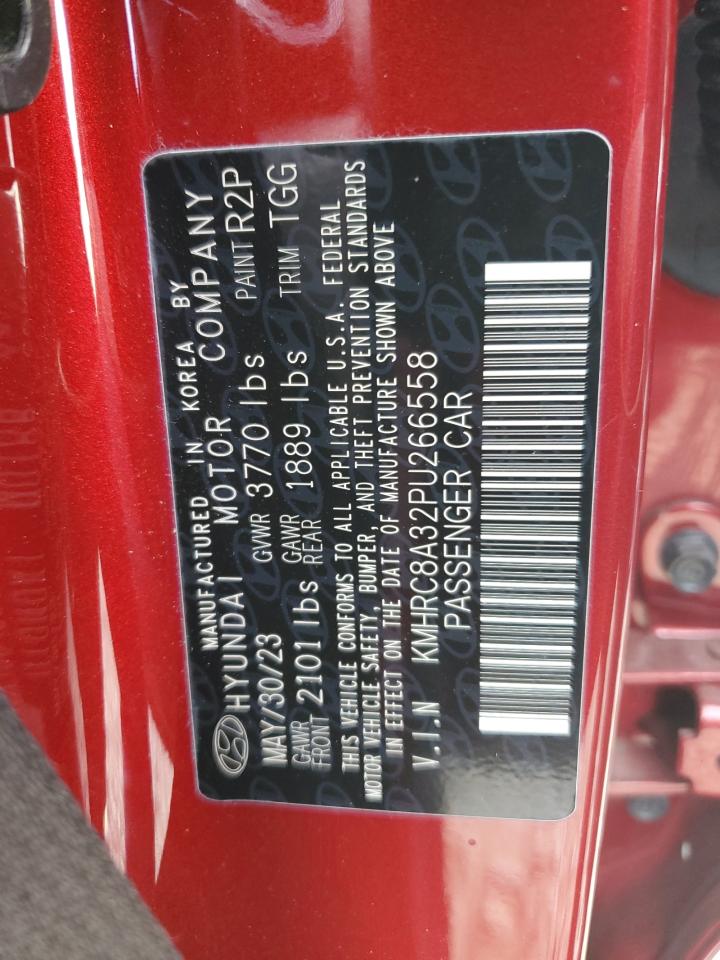 MANUFACTURED IN KOREA BY
HYUNDAI MOTOR COMPANY
MAY/30/23 GVWR 3770 lbs PAINT R2P
GAWR FRONT 2101 lbs GAWR REAR 1889 lbs TRIM TGG
THIS VEHICLE CONFORMS TO ALL APPLICABLE U.S.A. FEDERAL
MOTOR VEHICLE SAFETY, BUMPER, AND THEFT PREVENTION STANDARDS
IN EFFECT ON THE DATE OF MANUFACTURE SHOWN ABOVE
V.I.N KMHRC8A32PU266558
PASSENGER CAR